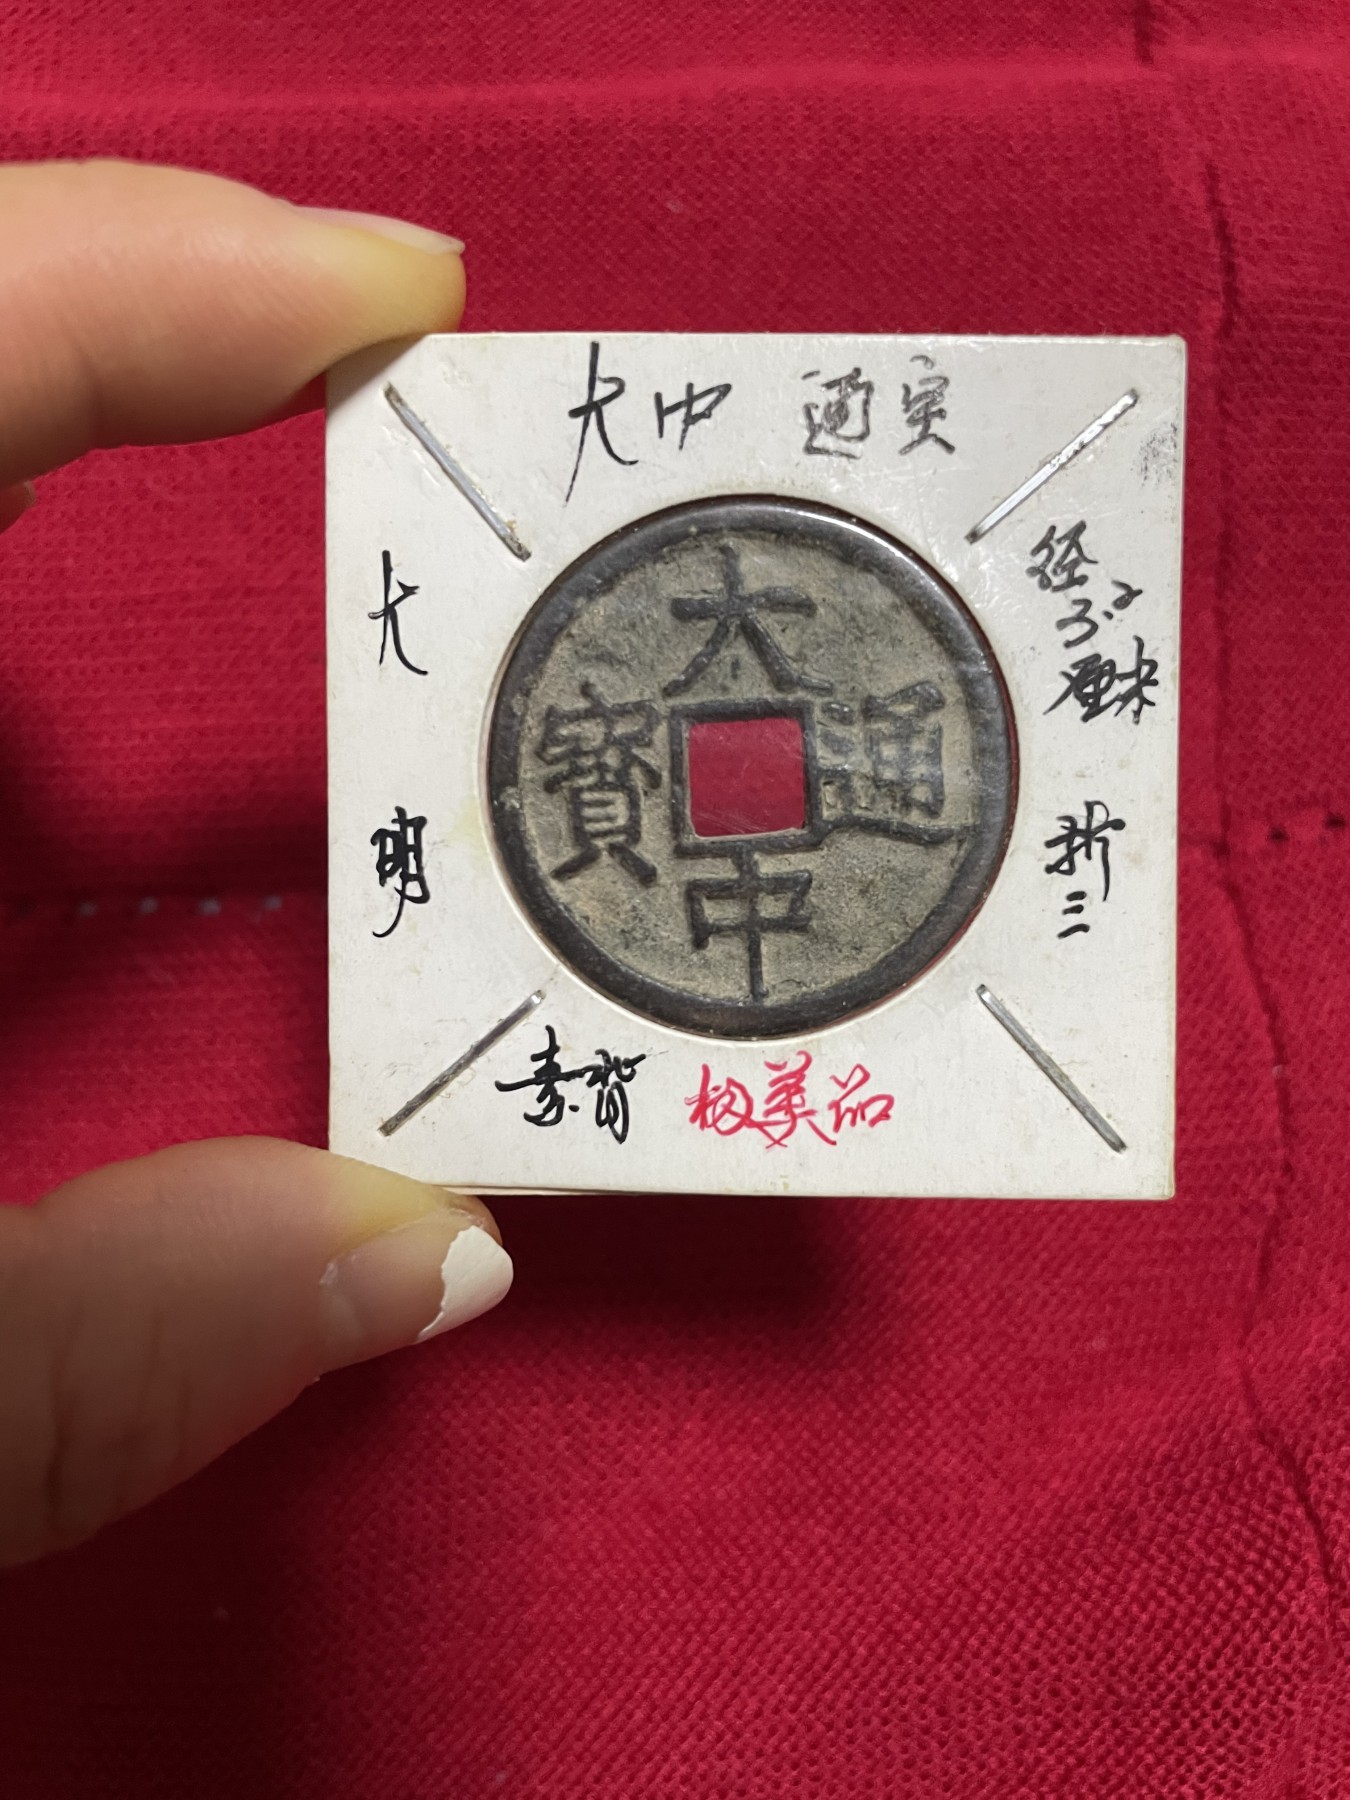 大中 通宝
大明
径3.2厘米
折三
素背 极美品
大中通寶